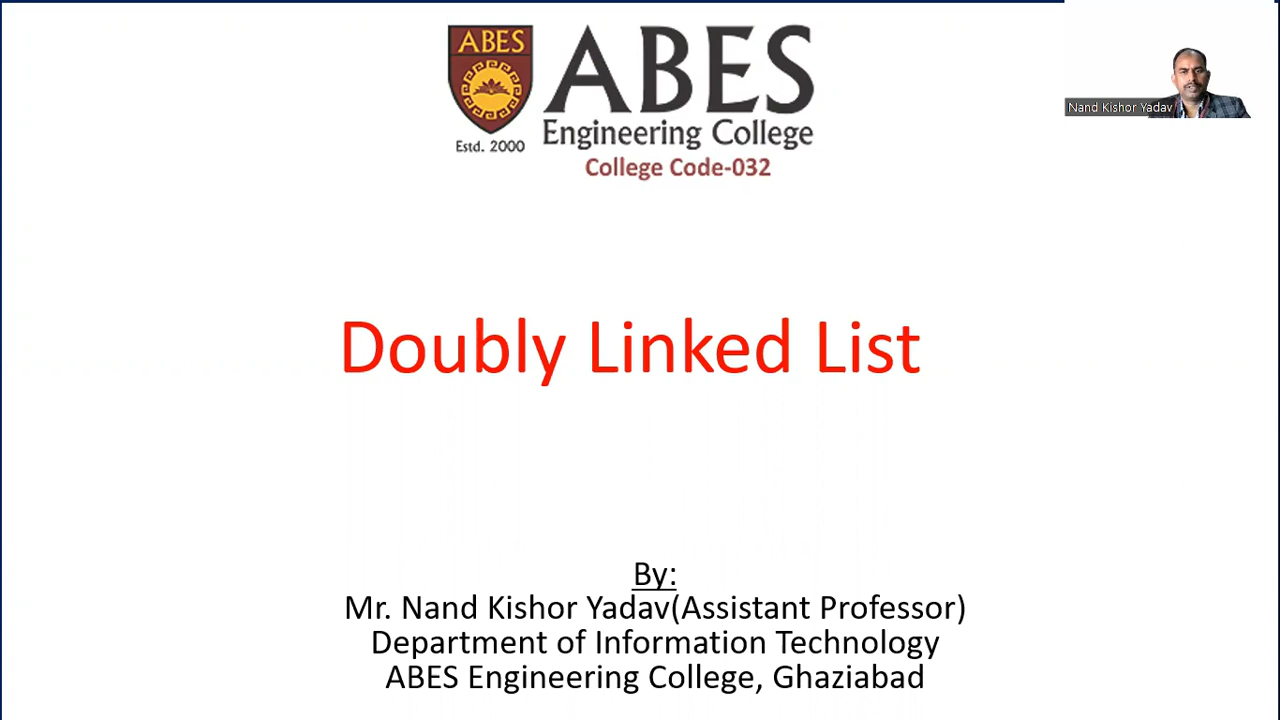 ABES
ABES
Engineering College
Estd. 2000
College Code-032
Nand Kishor Yadav
Doubly Linked List
By:
Mr. Nand Kishor Yadav(Assistant Professor)
Department of Information Technology
ABES Engineering College, Ghaziabad